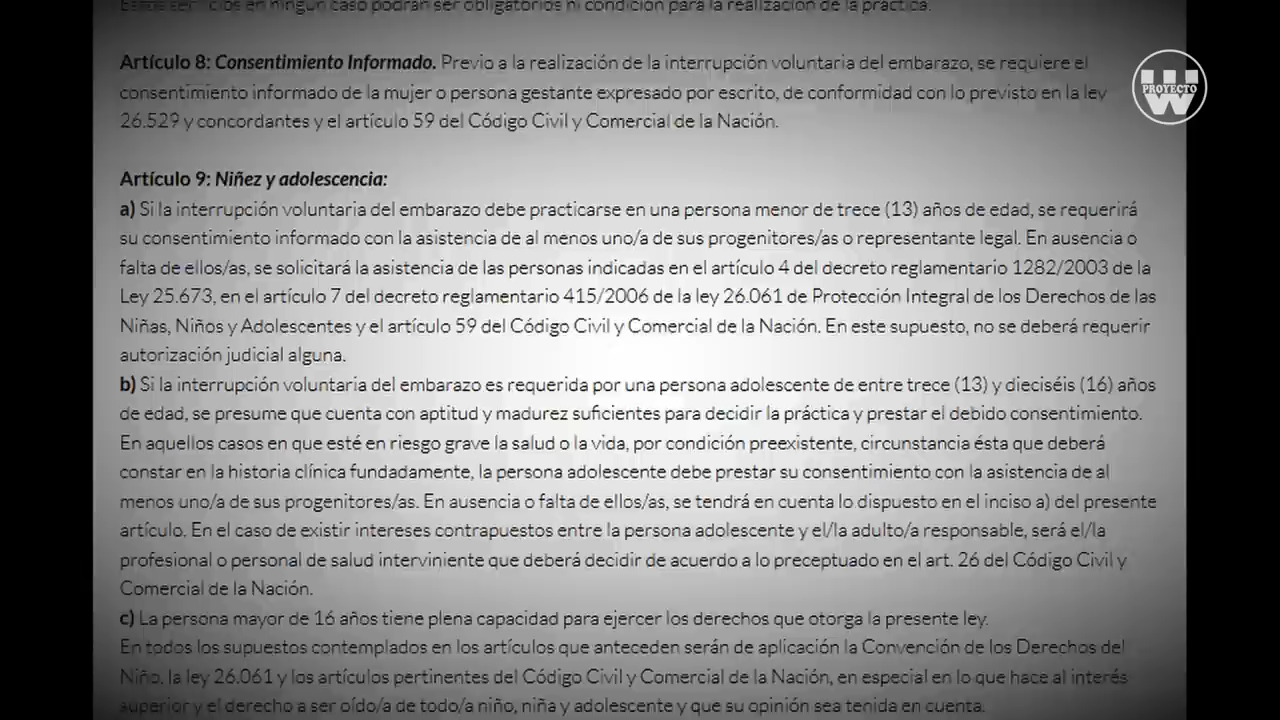 Estos servicios en ningún caso podrán ser obligatorios ni condición para la realización de la práctica.
Artículo 8: Consentimiento Informado. Previo a la realización de la interrupción voluntaria del embarazo, se requiere el
consentimiento informado de la mujer o persona gestante expresado por escrito, de conformidad con lo previsto en la ley
26.529 y concordantes y el artículo 59 del Código Civil y Comercial de la Nación.
PROYECTO
W
Artículo 9: Niñez y adolescencia:
a) Si la interrupción voluntaria del embarazo debe practicarse en una persona menor de trece (13) años de edad, se requerirá
su consentimiento informado con la asistencia de al menos uno/a de sus progenitores/as o representante legal. En ausencia o
falta de ellos/as, se solicitará la asistencia de las personas indicadas en el artículo 4 del decreto reglamentario 1282/2003 de la
Ley 25.673, en el artículo 7 del decreto reglamentario 415/2006 de la ley 26.061 de Protección Integral de los Derechos de las
Niñas, Niños y Adolescentes y el artículo 59 del Código Civil y Comercial de la Nación. En este supuesto, no se deberá requerir
autorización judicial alguna.
b) Si la interrupción voluntaria del embarazo es requerida por una persona adolescente de entre trece (13) y dieciséis (16) años
de edad, se presume que cuenta con aptitud y madurez suficientes para decidir la práctica y prestar el debido consentimiento.
En aquellos casos en que esté en riesgo grave la salud o la vida, por condición preexistente, circunstancia ésta que deberá
constar en la historia clínica fundadamente, la persona adolescente debe prestar su consentimiento con la asistencia de al
menos uno/a de sus progenitores/as. En ausencia o falta de ellos/as, se tendrá en cuenta lo dispuesto en el inciso a) del presente
artículo. En el caso de existir intereses contrapuestos entre la persona adolescente y el/la adulto/a responsable, será el/la
profesional o personal de salud interviniente que deberá decidir de acuerdo a lo preceptuado en el art. 26 del Código Civil y
Comercial de la Nación.
c) La persona mayor de 16 años tiene plena capacidad para ejercer los derechos que otorga la presente ley.
En todos los supuestos contemplados en los artículos que anteceden serán de aplicación la Convención de los Derechos del
Niño, la ley 26.061 y los artículos pertinentes del Código Civil y Comercial de la Nación, en especial en lo que hace al interés
superior y el derecho a ser oído/a de todo/a niño, niña y adolescente y que su opinión sea tenida en cuenta.